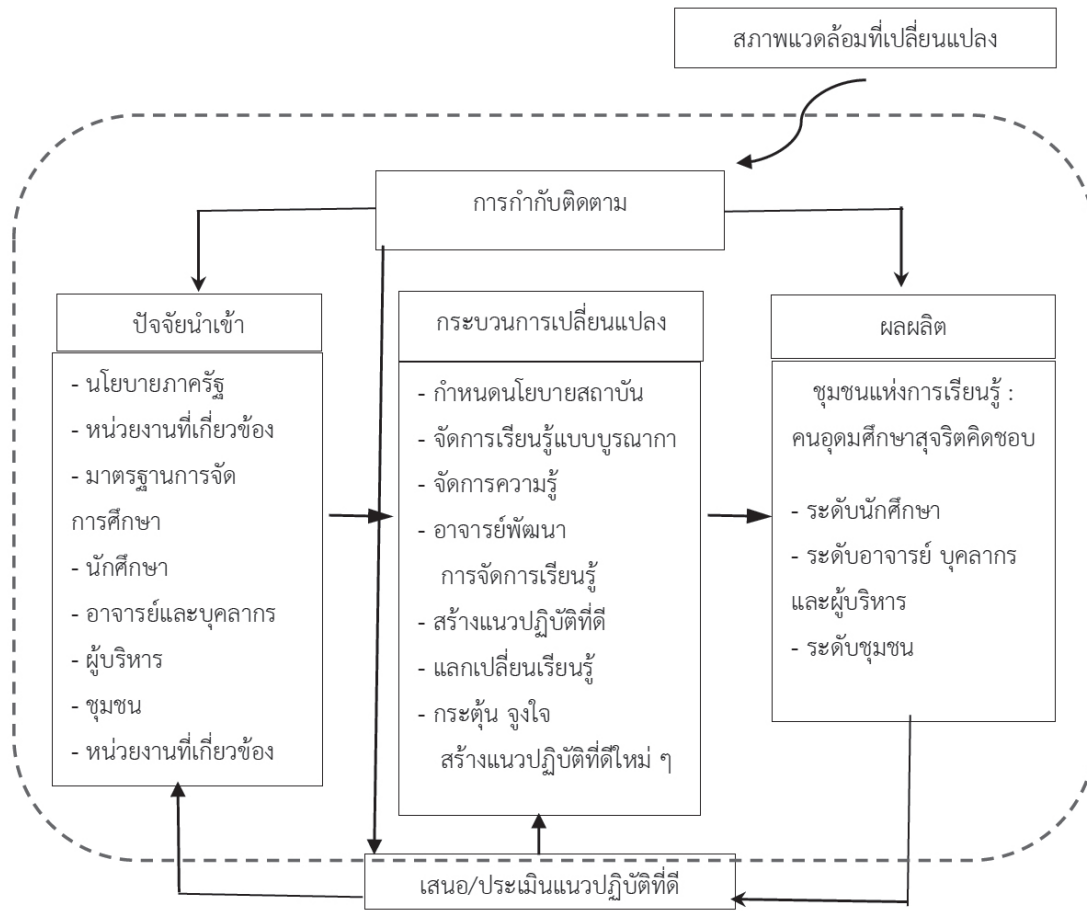 สภาพแวดล้อมที่เปลี่ยนแปลง
การกำกับติดตาม
ปัจจัยนำเข้า
- นโยบายภาครัฐ
- หน่วยงานที่เกี่ยวข้อง
- มาตรฐานการจัด
การศึกษา
- นักศึกษา
- อาจารย์และบุคลากร
- ผู้บริหาร
- ชุมชน
- หน่วยงานที่เกี่ยวข้อง
กระบวนการเปลี่ยนแปลง
- กำหนดนโยบายสถาบัน
- จัดการเรียนรู้แบบบูรณากา
- จัดการความรู้
- อาจารย์พัฒนา
การจัดการเรียนรู้
- สร้างแนวปฏิบัติที่ดี
- แลกเปลี่ยนเรียนรู้
- กระตุ้น จูงใจ
สร้างแนวปฏิบัติที่ดีใหม่ ๆ
ผลผลิต
ชุมชนแห่งการเรียนรู้ :
คนอุดมศึกษาสุจริตคิดชอบ
- ระดับนักศึกษา
- ระดับอาจารย์ บุคลากร
และผู้บริหาร
- ระดับชุมชน
เสนอ/ประเมินแนวปฏิบัติที่ดี